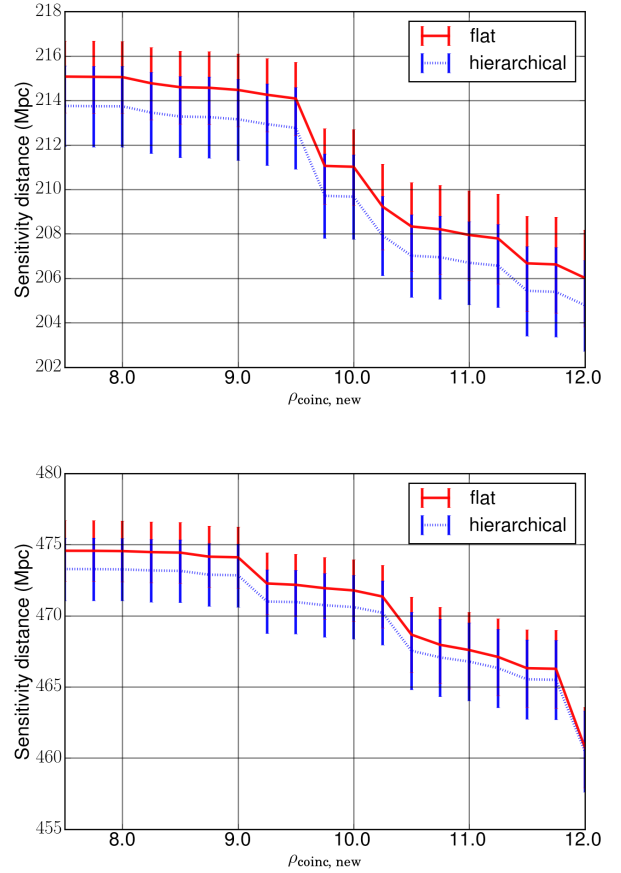 218
216
214
212
210
208
206
204
202
Sensitivity distance (Mpc)
flat
hierarchical
8.0 9.0 10.0 11.0 12.0
ρcoinc, new
480
475
470
465
460
455
Sensitivity distance (Mpc)
flat
hierarchical
8.0 9.0 10.0 11.0 12.0
ρcoinc, new